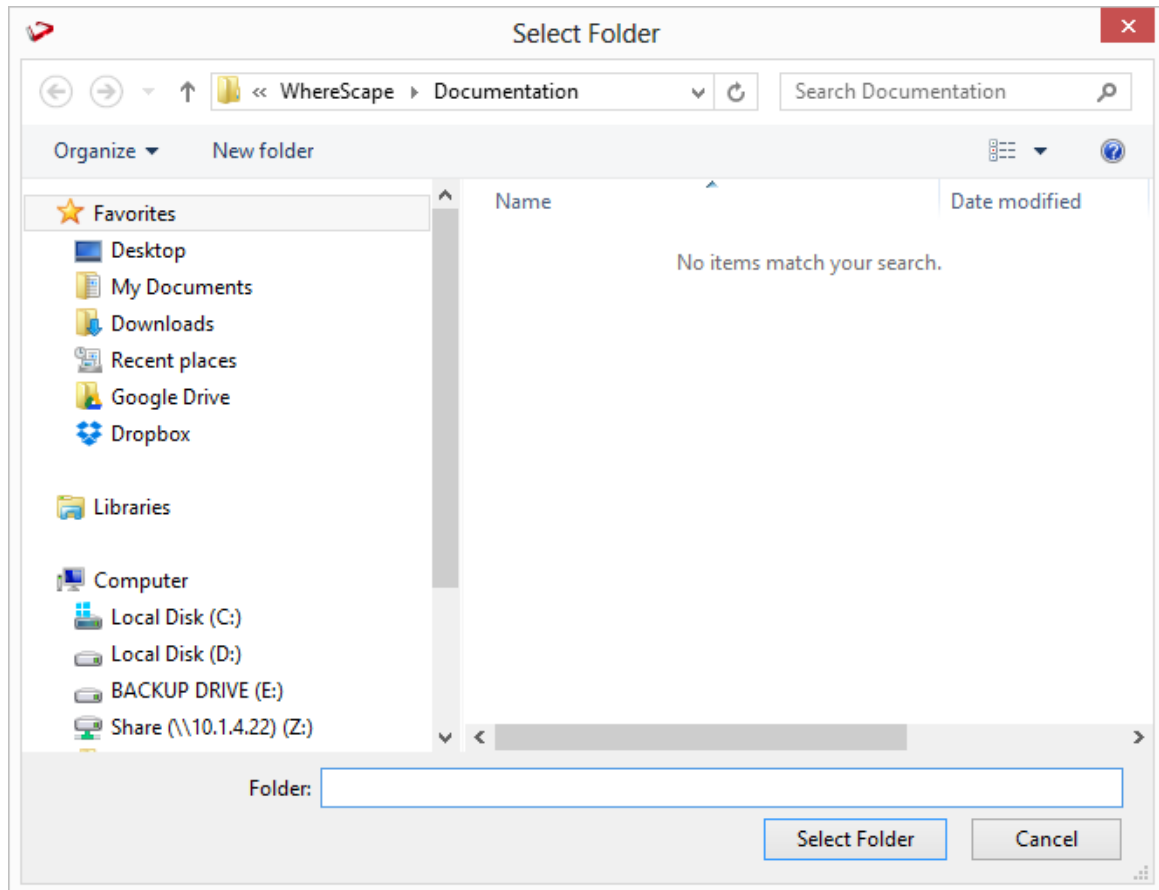 Select Folder
« WhereScape Documentation
Search Documentation
Organize New folder
Name Date modified
No items match your search.
Favorites
Desktop
My Documents
Downloads
Recent places
Google Drive
Dropbox
Libraries
Computer
Local Disk (C:)
Local Disk (D:)
BACKUP DRIVE (E:)
Share (\\10.1.4.22) (Z:)
Folder:
Select Folder Cancel